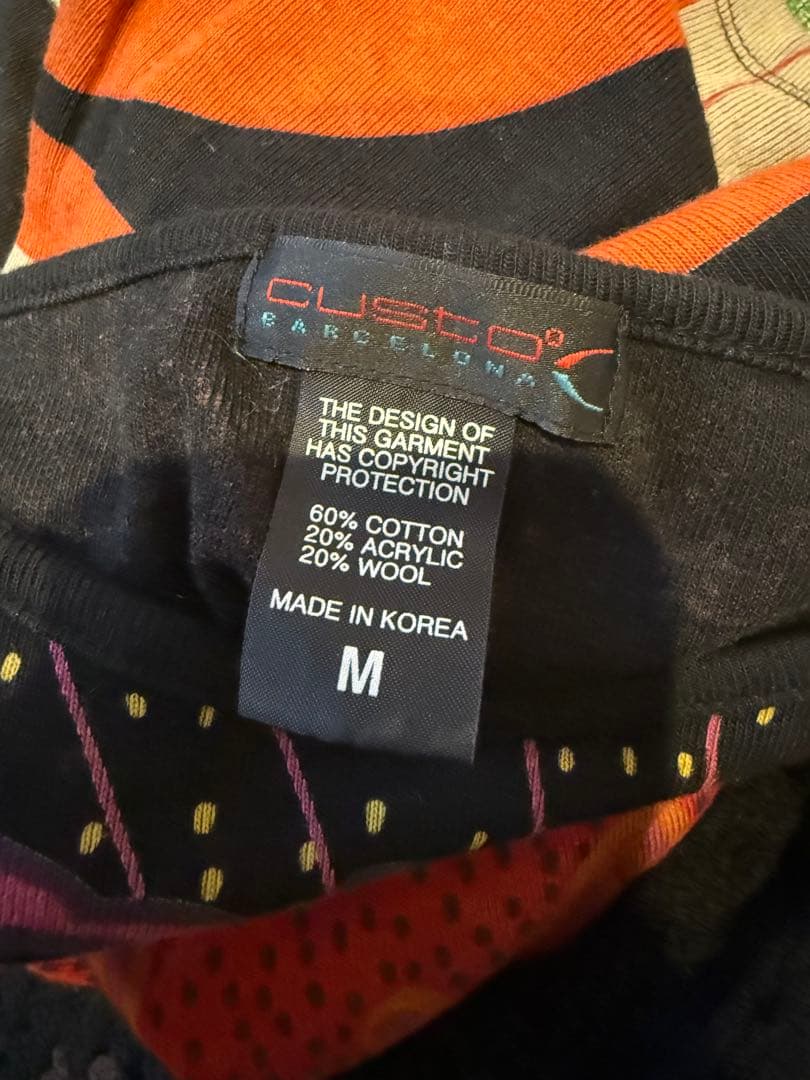 custo®
BARCELONA
THE DESIGN OF
THIS GARMENT
HAS COPYRIGHT
PROTECTION
60% COTTON
20% ACRYLIC
20% WOOL
MADE IN KOREA
M